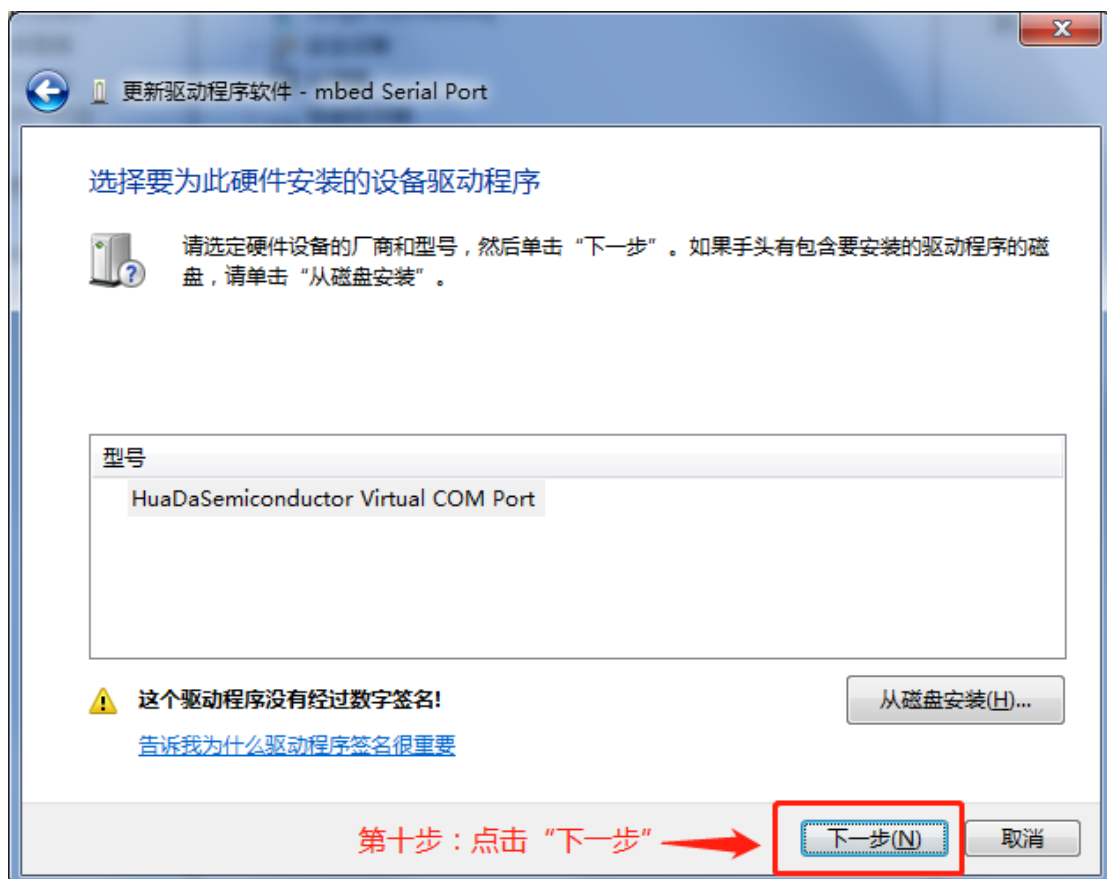 更新驱动程序软件 - mbed Serial Port
选择要为此硬件安装的设备驱动程序
请选定硬件设备的厂商和型号，然后单击“下一步”。如果手头有包含要安装的驱动程序的磁
盘，请单击“从磁盘安装”。
型号
HuaDaSemiconductor Virtual COM Port
这个驱动程序没有经过数字签名!
从磁盘安装(H)...
告诉我为什么驱动程序签名很重要
第十步：点击“下一步”
下一步(N)
取消